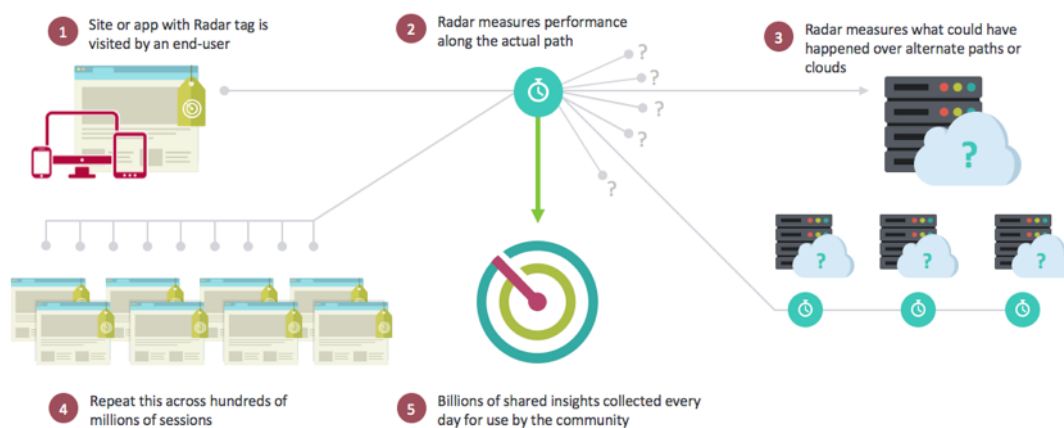 1 Site or app with Radar tag is
visited by an end-user
2 Radar measures performance
along the actual path
3 Radar measures what could have
happened over alternate paths or
clouds
?
?
?
?
?
?
?
?
?
4 Repeat this across hundreds of
millions of sessions
5 Billions of shared insights collected every
day for use by the community